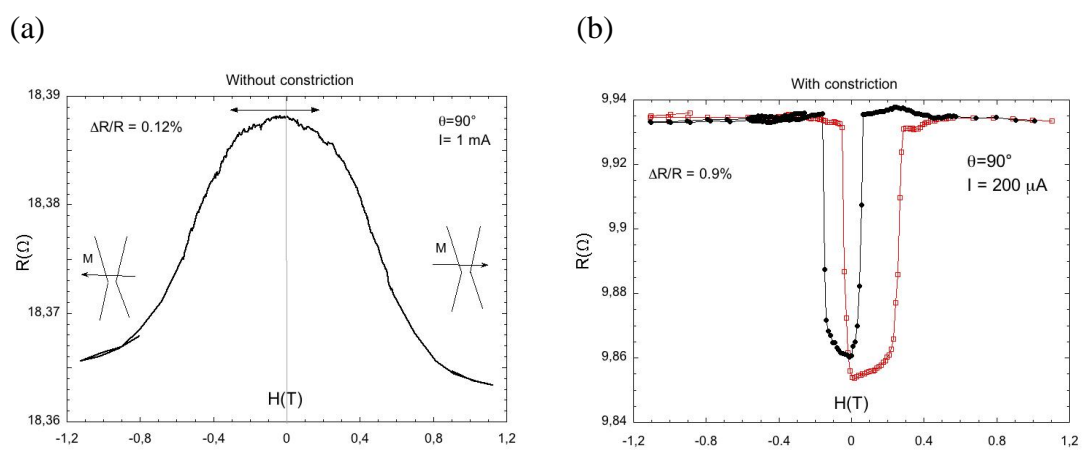 (a)
Without constriction
18,39
18,38
18,37
18,36
R(Ω)
ΔR/R = 0.12%
θ=90°
I= 1 mA
M
M
H(T)
-1,2 -0,8 -0,4 0 0,4 0,8 1,2
(b)
With constriction
9,94
9,92
9,9
9,88
9,86
9,84
R(Ω)
ΔR/R = 0.9%
θ=90°
I = 200 µA
H(T)
-1,2 -0,8 -0,4 0 0.4 0,8 1,2